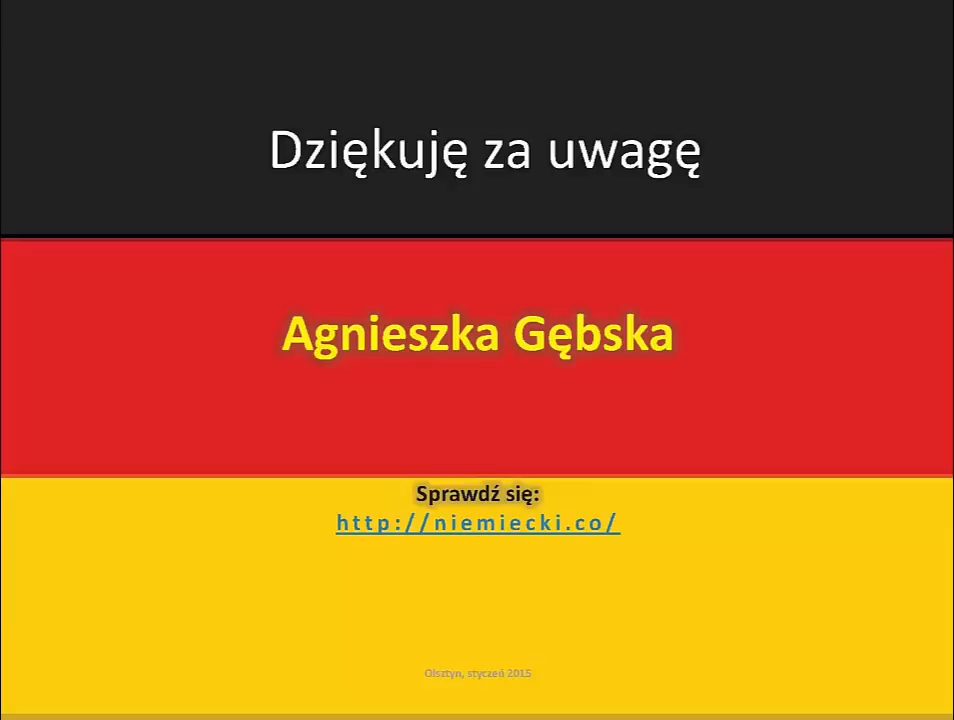 Dziękuję za uwagę
Agnieszka Gębska
Sprawdź się:
http://niemiecki.co/
Olsztyn, styczeń 2015